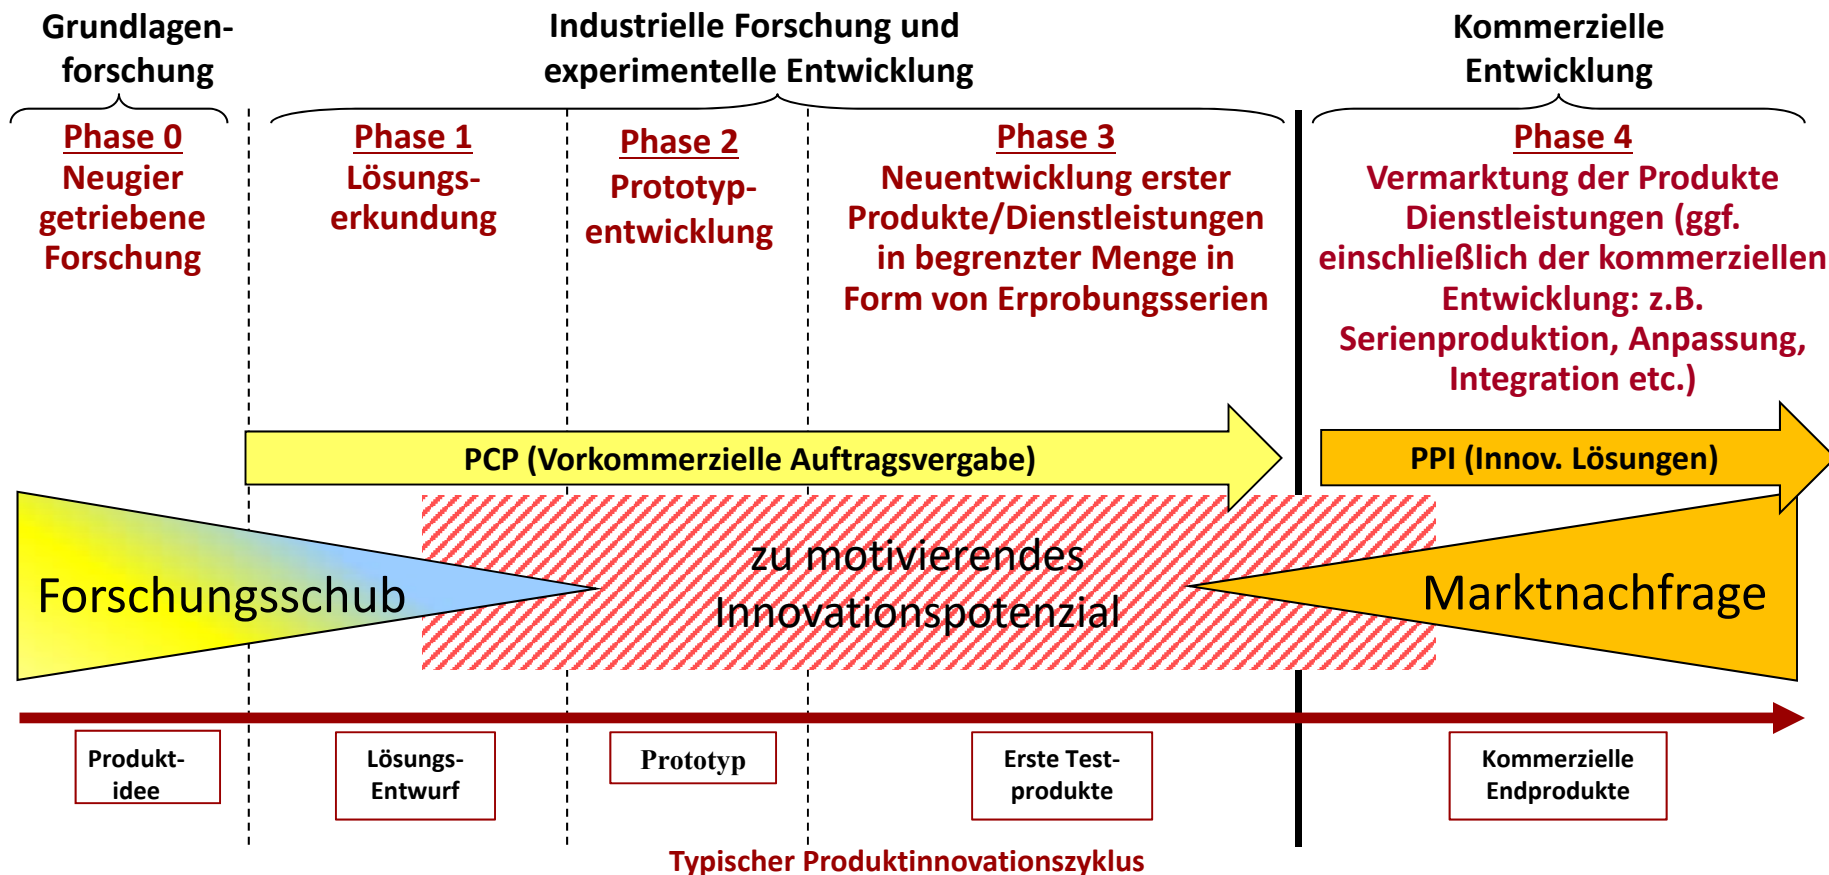 Grundlagen-
forschung
Industrielle Forschung und
experimentelle Entwicklung
Kommerzielle
Entwicklung
Phase 0
Neugier
getriebene
Forschung
Phase 1
Lösungs-
erkundung
Phase 2
Prototyp-
entwicklung
Phase 3
Neuentwicklung erster
Produkte/Dienstleistungen
in begrenzter Menge in
Form von Erprobungsserien
Phase 4
Vermarktung der Produkte
Dienstleistungen (ggf.
einschließlich der kommerziellen
Entwicklung: z.B.
Serienproduktion, Anpassung,
Integration etc.)
PCP (Vorkommerzielle Auftragsvergabe)
PPI (Innov. Lösungen)
Forschungsschub
zu motivierendes
Innovationspotenzial
Marktnachfrage
Produkt-
idee
Lösungs-
Entwurf
Prototyp
Erste Test-
produkte
Kommerzielle
Endprodukte
Typischer Produktinnovationszyklus